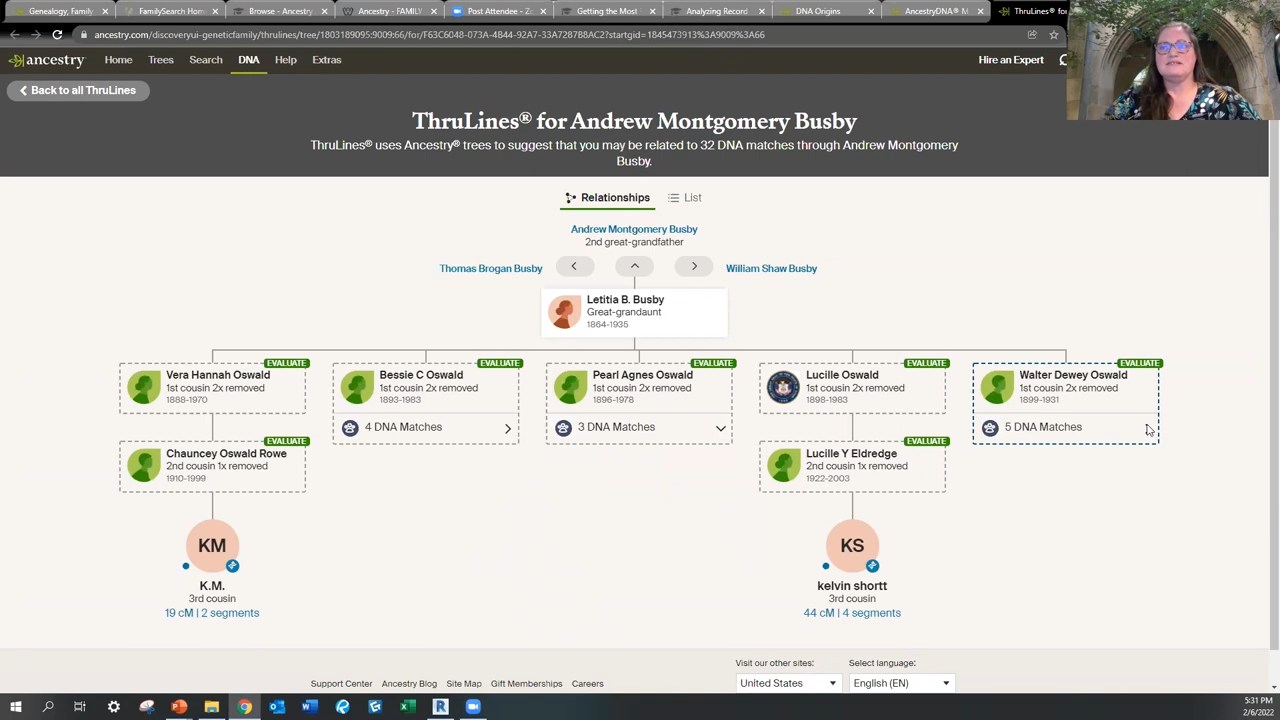 Genealogy, Family
FamilySearch Hom
Browse - Ancestry
Ancestry - FAMILY
Post Attendee - Zo
Getting the Most
Analyzing Record
DNA Origins
AncestryDNA® M
ThruLines® for
ancestry.com/discoveryui-geneticfamily/thrulines/tree/1803189095:9009:66/for/F63C6048-073A-4B44-92A7-33A7287B8AC2?startgid=1845473913%3A9009%3A66
ancestry Home Trees Search DNA Help Extras Hire an Expert
Back to all ThruLines
ThruLines® for Andrew Montgomery Busby
ThruLines® uses Ancestry® trees to suggest that you may be related to 32 DNA matches through Andrew Montgomery
Busby.
Relationships List
Andrew Montgomery Busby
2nd great-grandfather
Thomas Brogan Busby
William Shaw Busby
Letitia B. Busby
Great-grandaunt
1864-1935
EVALUATE
Vera Hannah Oswald
1st cousin 2x removed
1888-1970
EVALUATE
Bessie C Oswald
1st cousin 2x removed
1893-1983
4 DNA Matches
EVALUATE
Pearl Agnes Oswald
1st cousin 2x removed
1896-1978
3 DNA Matches
EVALUATE
Lucille Oswald
1st cousin 2x removed
1898-1983
EVALUATE
Walter Dewey Oswald
1st cousin 2x removed
1899-1931
5 DNA Matches
EVALUATE
Chauncey Oswald Rowe
2nd cousin 1x removed
1910-1999
EVALUATE
Lucille Y Eldredge
2nd cousin 1x removed
1922-2003
KM
K.M.
3rd cousin
19 cM | 2 segments
KS
kelvin shortt
3rd cousin
44 cM | 4 segments
Visit our other sites:
United States
Select language:
English (EN)
Support Center Ancestry Blog Site Map Gift Memberships Careers
5:31 PM
2/6/2022